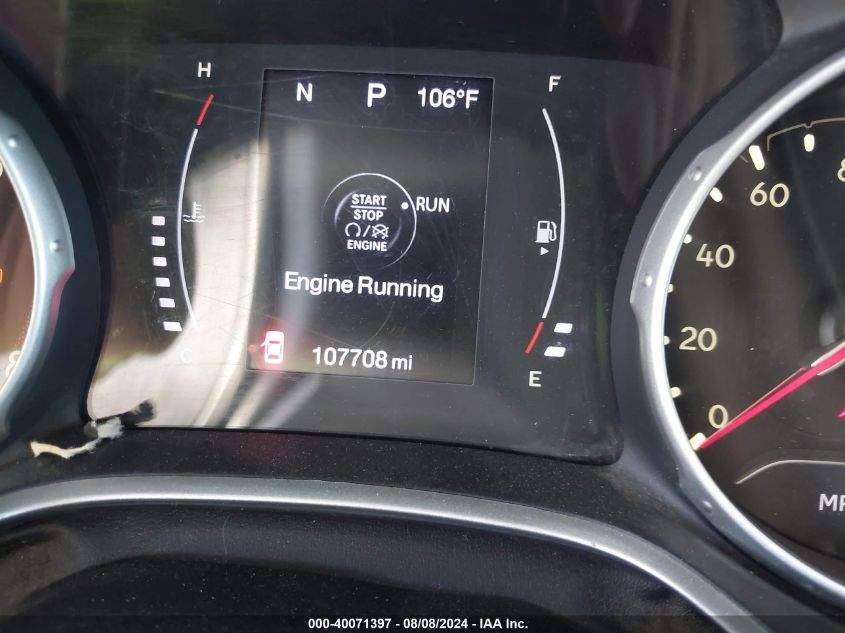 H
N P 106°F
F
START
STOP
ENGINE
RUN
Engine Running
107708 mi
C
E
60
40
20
0
000-40071397 - 08/08/2024 - IAA Inc.